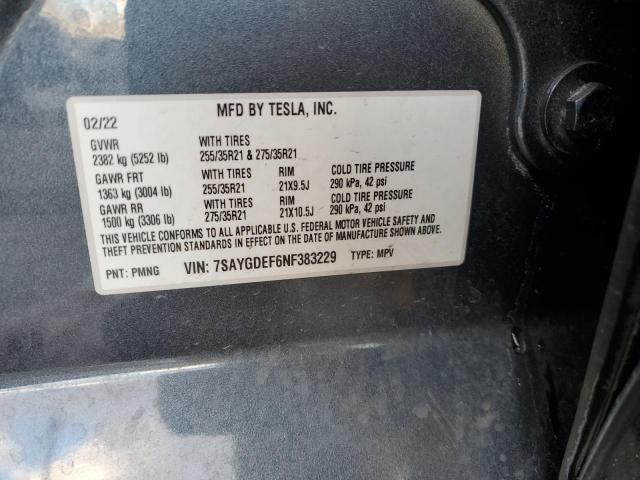 MFD BY TESLA, INC.
02/22
GVWR WITH TIRES
2382 kg (5252 lb) 255/35R21 & 275/35R21
GAWR FRT WITH TIRES RIM COLD TIRE PRESSURE
1363 kg (3004 lb) 255/35R21 21X9.5J 290 kPa, 42 psi
GAWR RR WITH TIRES RIM COLD TIRE PRESSURE
1500 kg (3306 lb) 275/35R21 21X10.5J 290 kPa, 42 psi
THIS VEHICLE CONFORMS TO ALL APPLICABLE U.S. FEDERAL MOTOR VEHICLE SAFETY AND
THEFT PREVENTION STANDARDS IN EFFECT ON THE DATE OF MANUFACTURE SHOWN ABOVE.
PNT: PMNG VIN: 7SAYGDEF6NF383229 TYPE: MPV